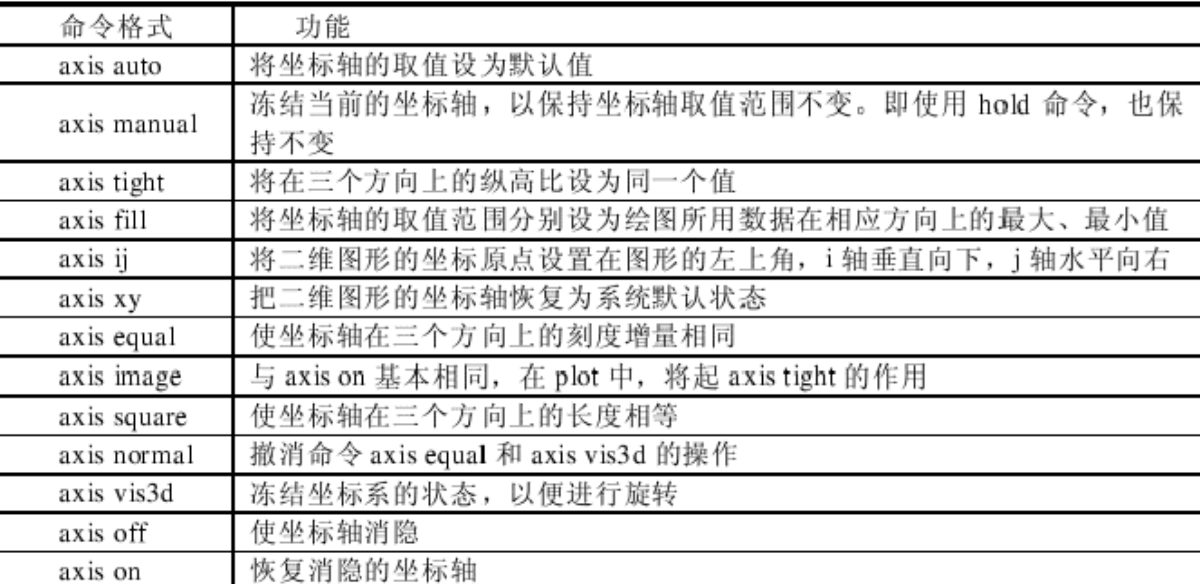 命令格式 功能
axis auto 将坐标轴的取值设为默认值
axis manual 冻结当前的坐标轴，以保持坐标轴取值范围不变。即使用 hold 命令，也保
持不变
axis tight 将在三个方向上的纵高比设为同一个值
axis fill 将坐标轴的取值范围分别设为绘图所用数据在相应方向上的最大、最小值
axis ij 将二维图形的坐标原点设置在图形的左上角，i 轴垂直向下，j 轴水平向右
axis xy 把二维图形的坐标轴恢复为系统默认状态
axis equal 使坐标轴在三个方向上的刻度增量相同
axis image 与 axis on 基本相同，在 plot 中，将起 axis tight 的作用
axis square 使坐标轴在三个方向上的长度相等
axis normal 撤消命令 axis equal 和 axis vis3d 的操作
axis vis3d 冻结坐标系的状态，以便进行旋转
axis off 使坐标轴消隐
axis on 恢复消隐的坐标轴